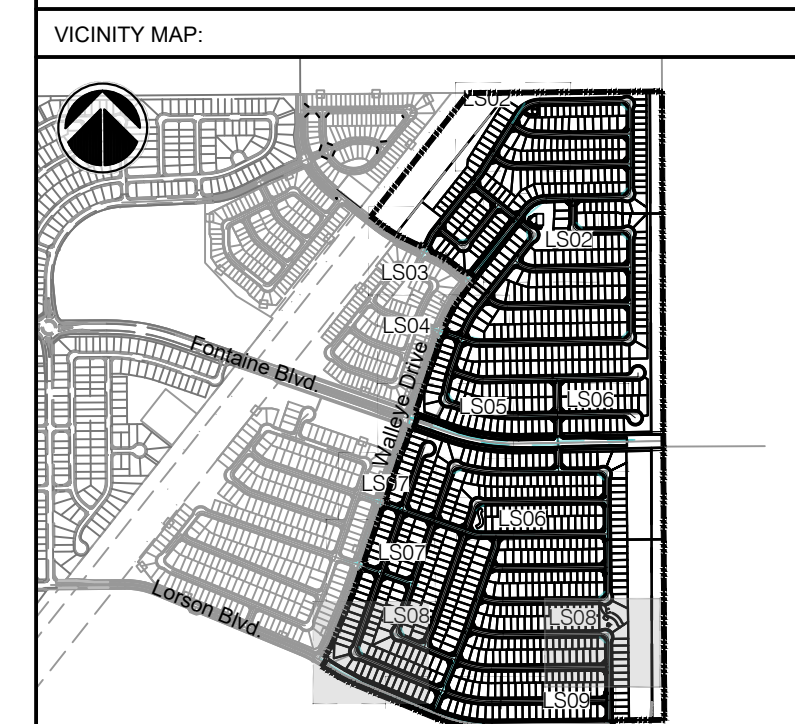 VICINITY MAP:
LS02
LS02
LS03
LS04
Fontaine Blvd.
Walleye Drive
LS05
LS06
LS07
LS06
LS07
LS08
LS08
Lorson Blvd.
LS09